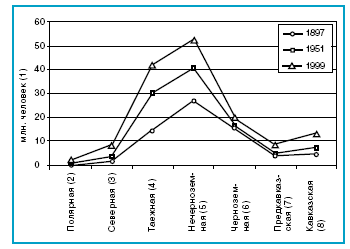 60
50
40
30
20
10
0
млн. человек (1)
1897
1951
1999
Полярная (2)
Северная (3)
Таежная (4)
Нечернозем-
ная (5)
Чернозем-
ная (6)
Предкавказ-
ская (7)
Кавказская
(8)